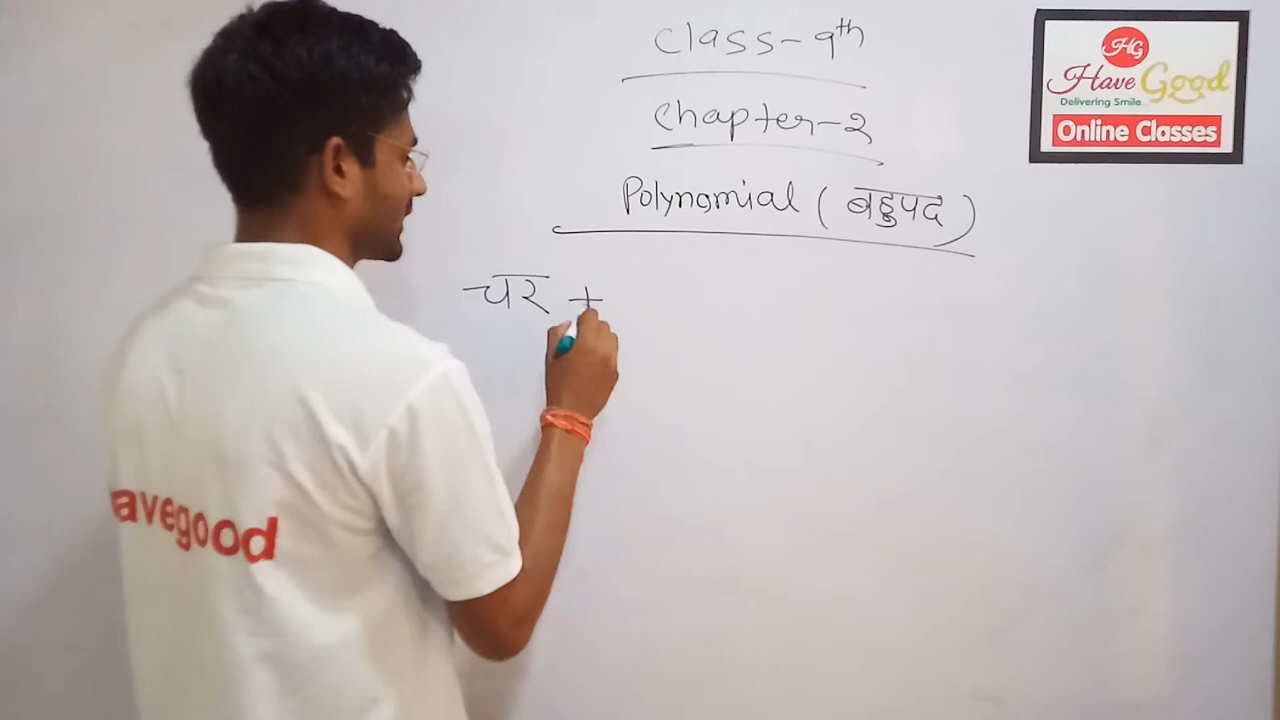 Class-9th
Chapter-2
Polynomial (बहुपद)
चर +
HG
Have Good
Delivering Smile
Online Classes
avegood